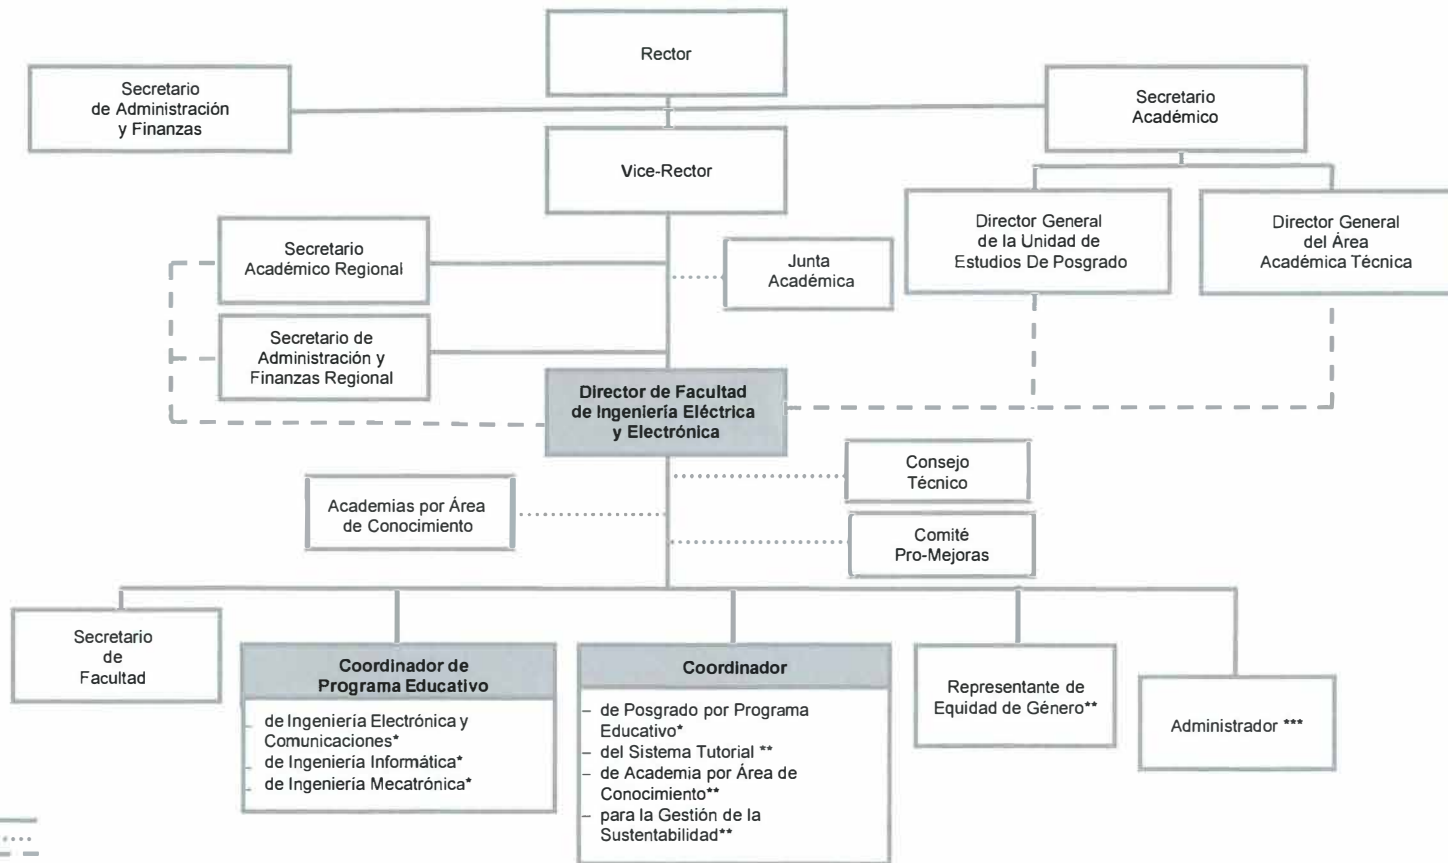 Rector
Secretario
de Administración
y Finanzas
Secretario
Académico
Vice-Rector
Director General
de la Unidad de
Estudios De Posgrado
Director General
del Área
Académica Técnica
Secretario
Académico Regional
Junta
Académica
Secretario de
Administración y
Finanzas Regional
Director de Facultad
de Ingeniería Eléctrica
y Electrónica
Consejo
Técnico
Academias por Área
de Conocimiento
Comité
Pro-Mejoras
Secretario
de
Facultad
Coordinador de
Programa Educativo
– de Ingeniería Electrónica y
Comunicaciones*
– de Ingeniería Informática*
– de Ingeniería Mecatrónica*
Coordinador
– de Posgrado por Programa
Educativo*
– del Sistema Tutorial **
– de Academia por Área de
Conocimiento**
– para la Gestión de la
Sustentabilidad**
Representante de
Equidad de Género**
Administrador ***